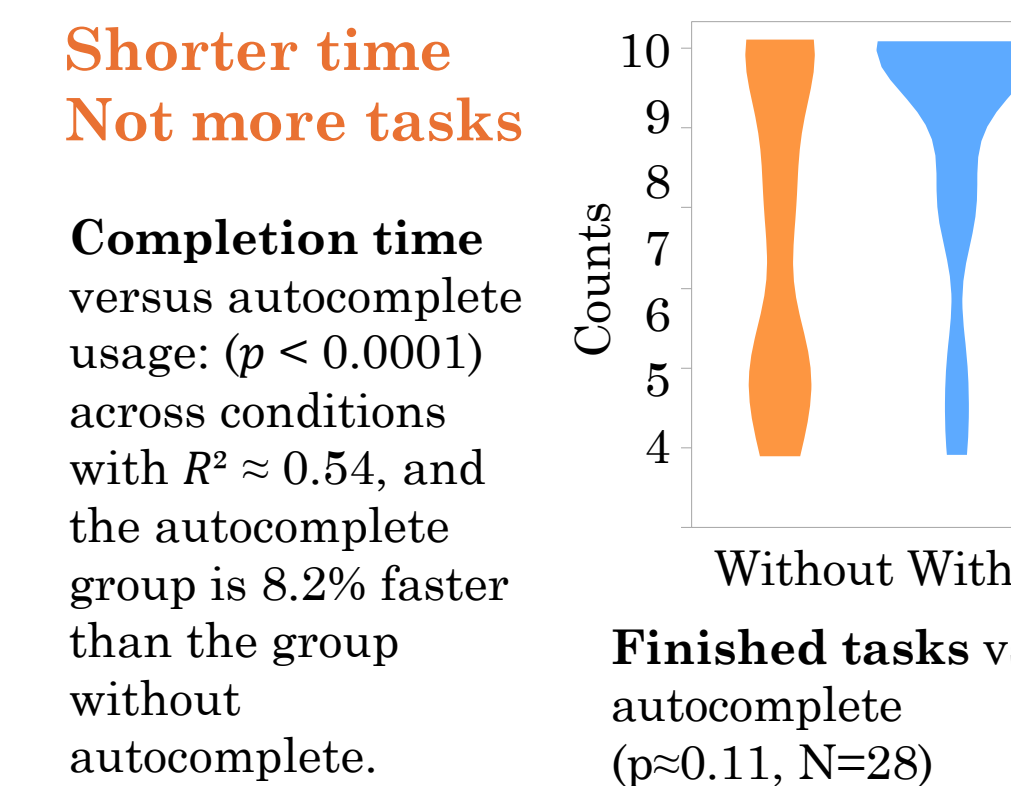 Shorter time
Not more tasks
Completion time
versus autocomplete
usage: (p < 0.0001)
across conditions
with R² ≈ 0.54, and
the autocomplete
group is 8.2% faster
than the group
without
autocomplete.
Counts
10
9
8
7
6
5
4
Without With
Finished tasks
autocomplete
(p≈0.11, N=28)